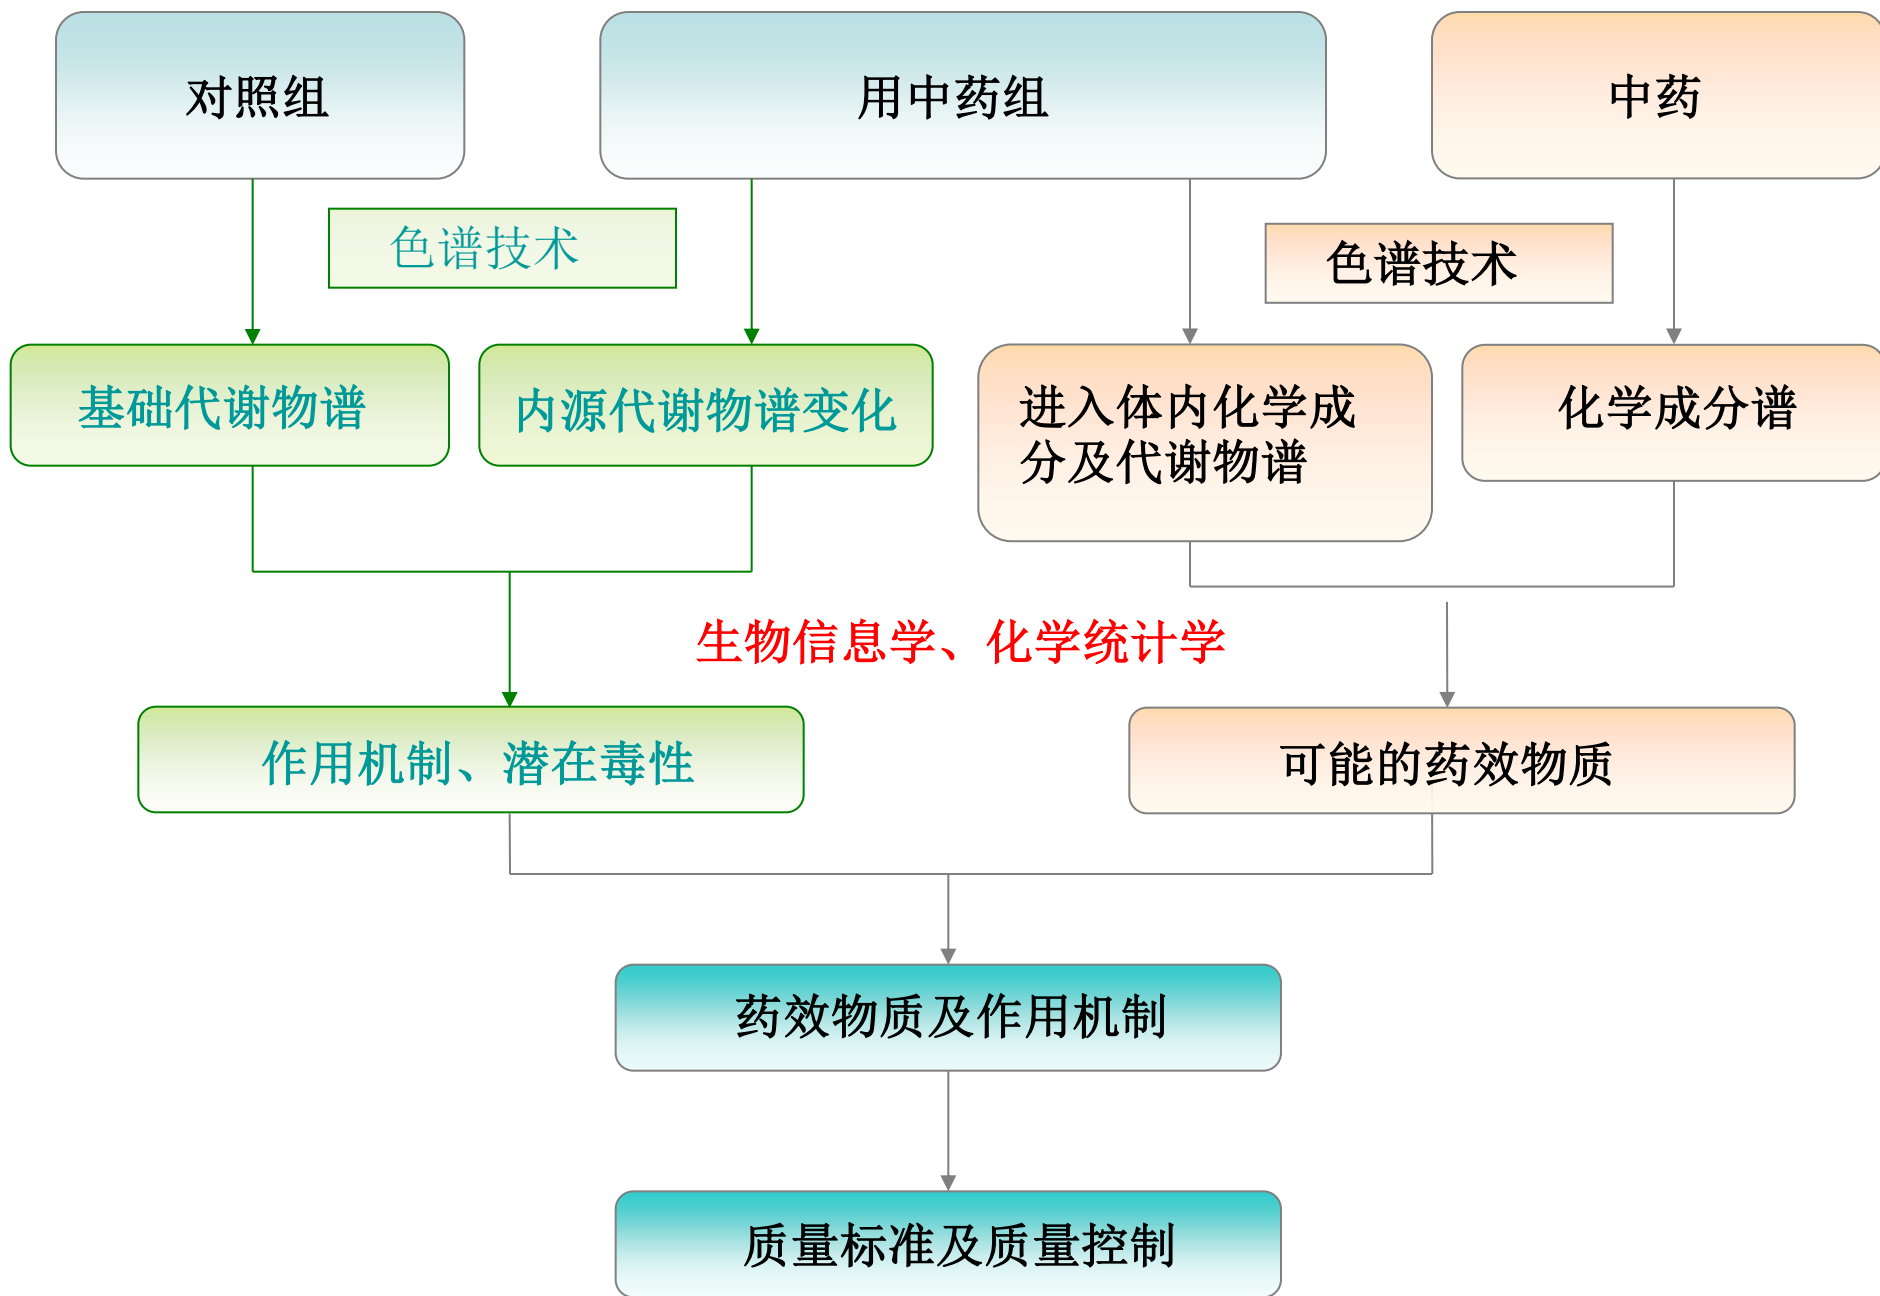 对照组
用中药组
中药
色谱技术
色谱技术
基础代谢物谱
内源代谢物谱变化
进入体内化学成
分及代谢物谱
化学成分谱
生物信息学、化学统计学
作用机制、潜在毒性
可能的药效物质
药效物质及作用机制
质量标准及质量控制